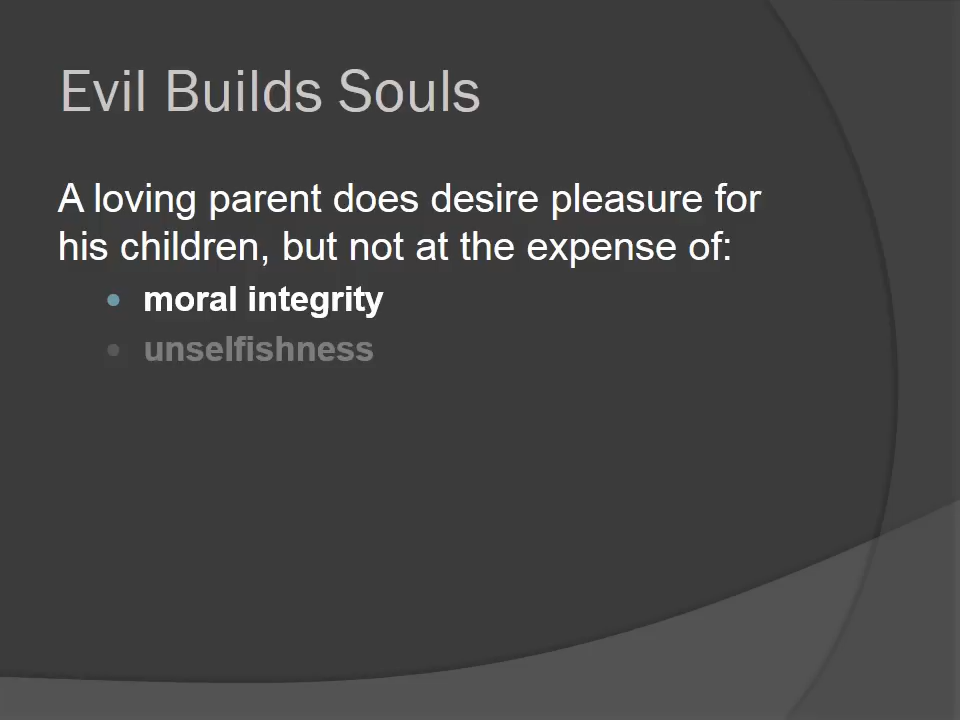 Evil Builds Souls
A loving parent does desire pleasure for
his children, but not at the expense of:
• moral integrity
• unselfishness